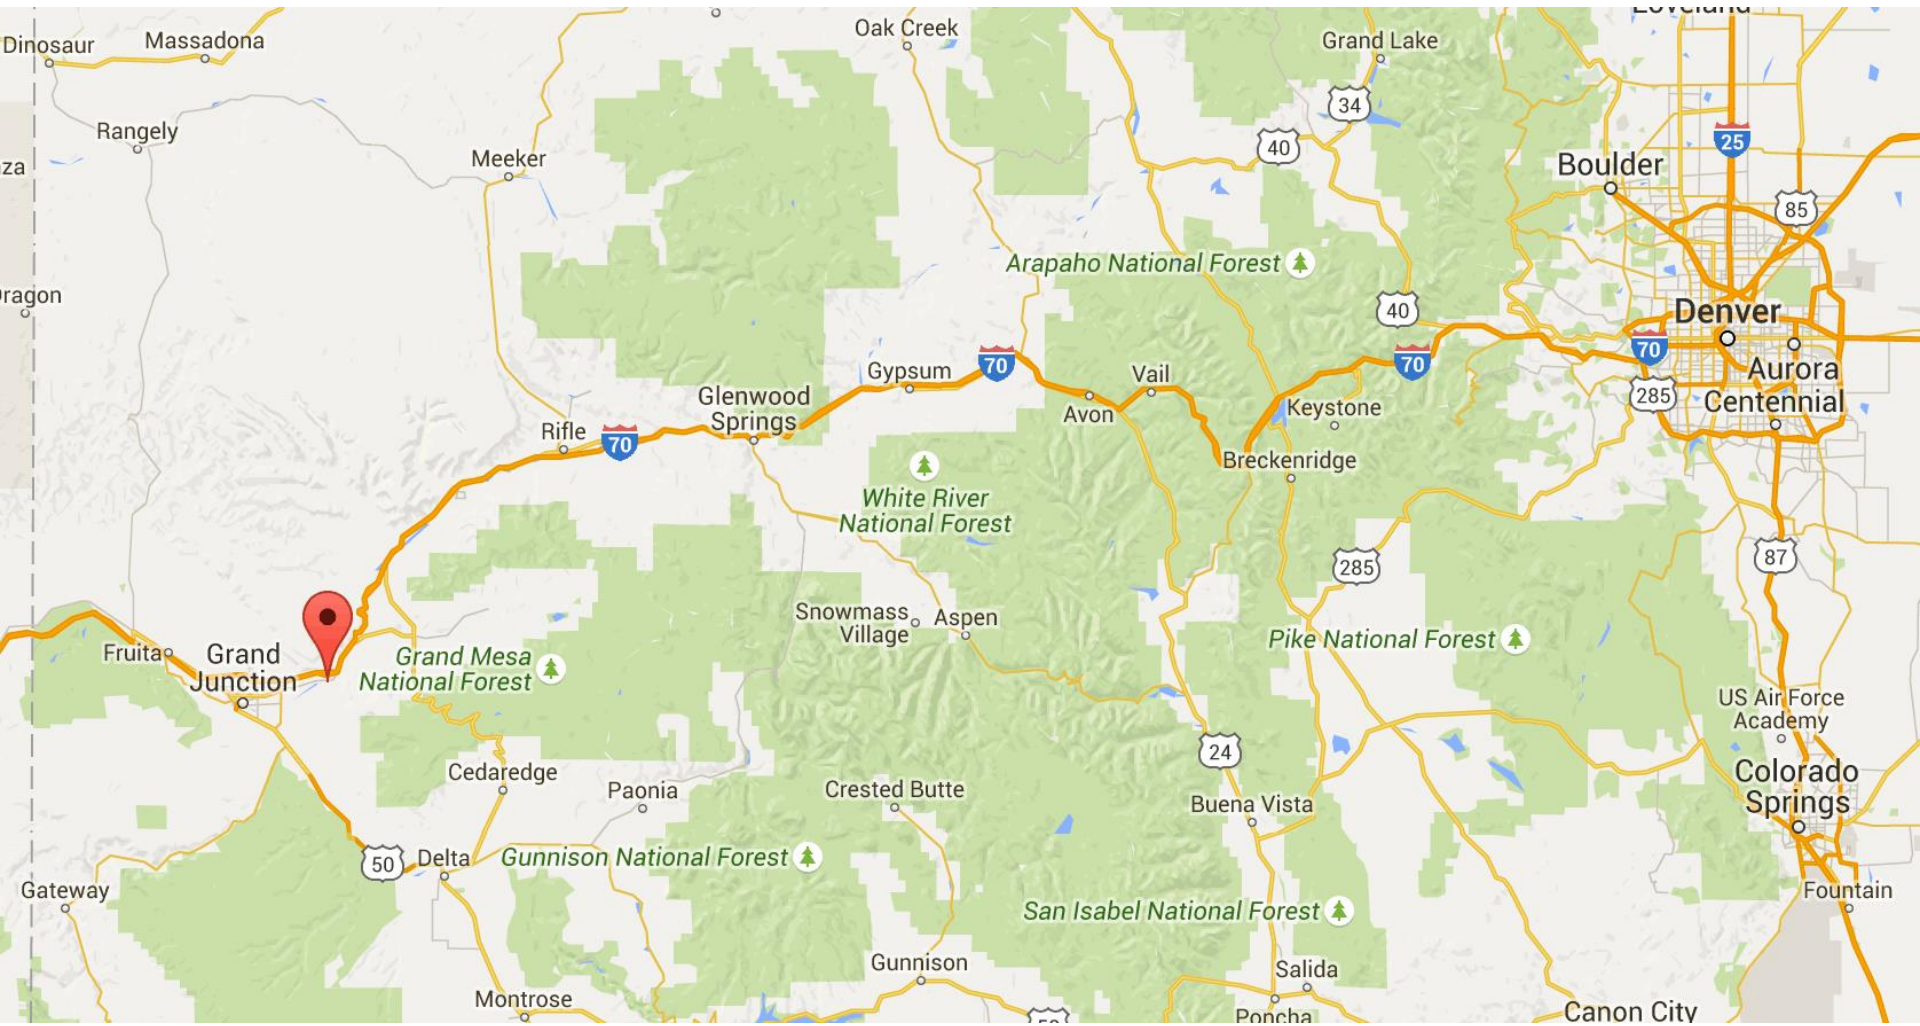 Loveland
Oak Creek
Dinosaur
Massadona
Grand Lake
34
Rangely
40
25
Boulder
Meeker
za
85
Arapaho National Forest
ragon
40
Denver
70
70
70
Gypsum
Vail
Aurora
285
Centennial
Glenwood
Springs
Avon
Keystone
Rifle
70
Breckenridge
White River
National Forest
87
285
Snowmass
Village
Aspen
Pike National Forest
Fruita
Grand
Junction
Grand Mesa
National Forest
US Air Force
Academy
24
Cedaredge
Colorado
Springs
Paonia
Crested Butte
Buena Vista
50
Delta
Gunnison National Forest
Gateway
Fountain
San Isabel National Forest
Gunnison
Salida
Montrose
Poncha
Canon City
50